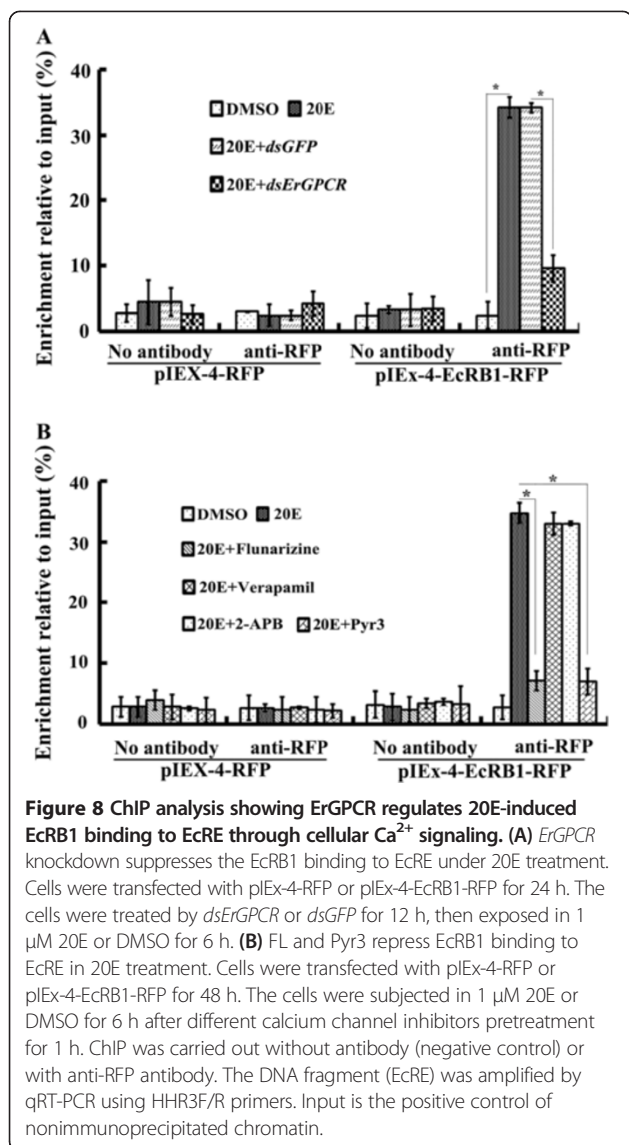 A
Enrichment relative to input (%)
40
30
20
10
0
DMSO 20E
20E+dsGFP
20E+dsErGPCR
* *
No antibody anti-RFP No antibody anti-RFP
pIEX-4-RFP pIEx-4-EcRB1-RFP
B
Enrichment relative to input (%)
40
30
20
10
0
DMSO 20E
20E+Flunarizine
20E+Verapamil
20E+2-APB 20E+Pyr3
* *
No antibody anti-RFP No antibody anti-RFP
pIEX-4-RFP pIEx-4-EcRB1-RFP
Figure 8 ChIP analysis showing ErGPCR regulates 20E-induced
EcRB1 binding to EcRE through cellular Ca²⁺ signaling. (A) ErGPCR
knockdown suppresses the EcRB1 binding to EcRE under 20E treatment.
Cells were transfected with pIEx-4-RFP or pIEx-4-EcRB1-RFP for 24 h. The
cells were treated by dsErGPCR or dsGFP for 12 h, then exposed in 1
μM 20E or DMSO for 6 h. (B) FL and Pyr3 repress EcRB1 binding to
EcRE in 20E treatment. Cells were transfected with pIEx-4-RFP or
pIEx-4-EcRB1-RFP for 48 h. The cells were subjected in 1 μM 20E or
DMSO for 6 h after different calcium channel inhibitors pretreatment
for 1 h. ChIP was carried out without antibody (negative control) or
with anti-RFP antibody. The DNA fragment (EcRE) was amplified by
qRT-PCR using HHR3F/R primers. Input is the positive control of
nonimmunoprecipitated chromatin.